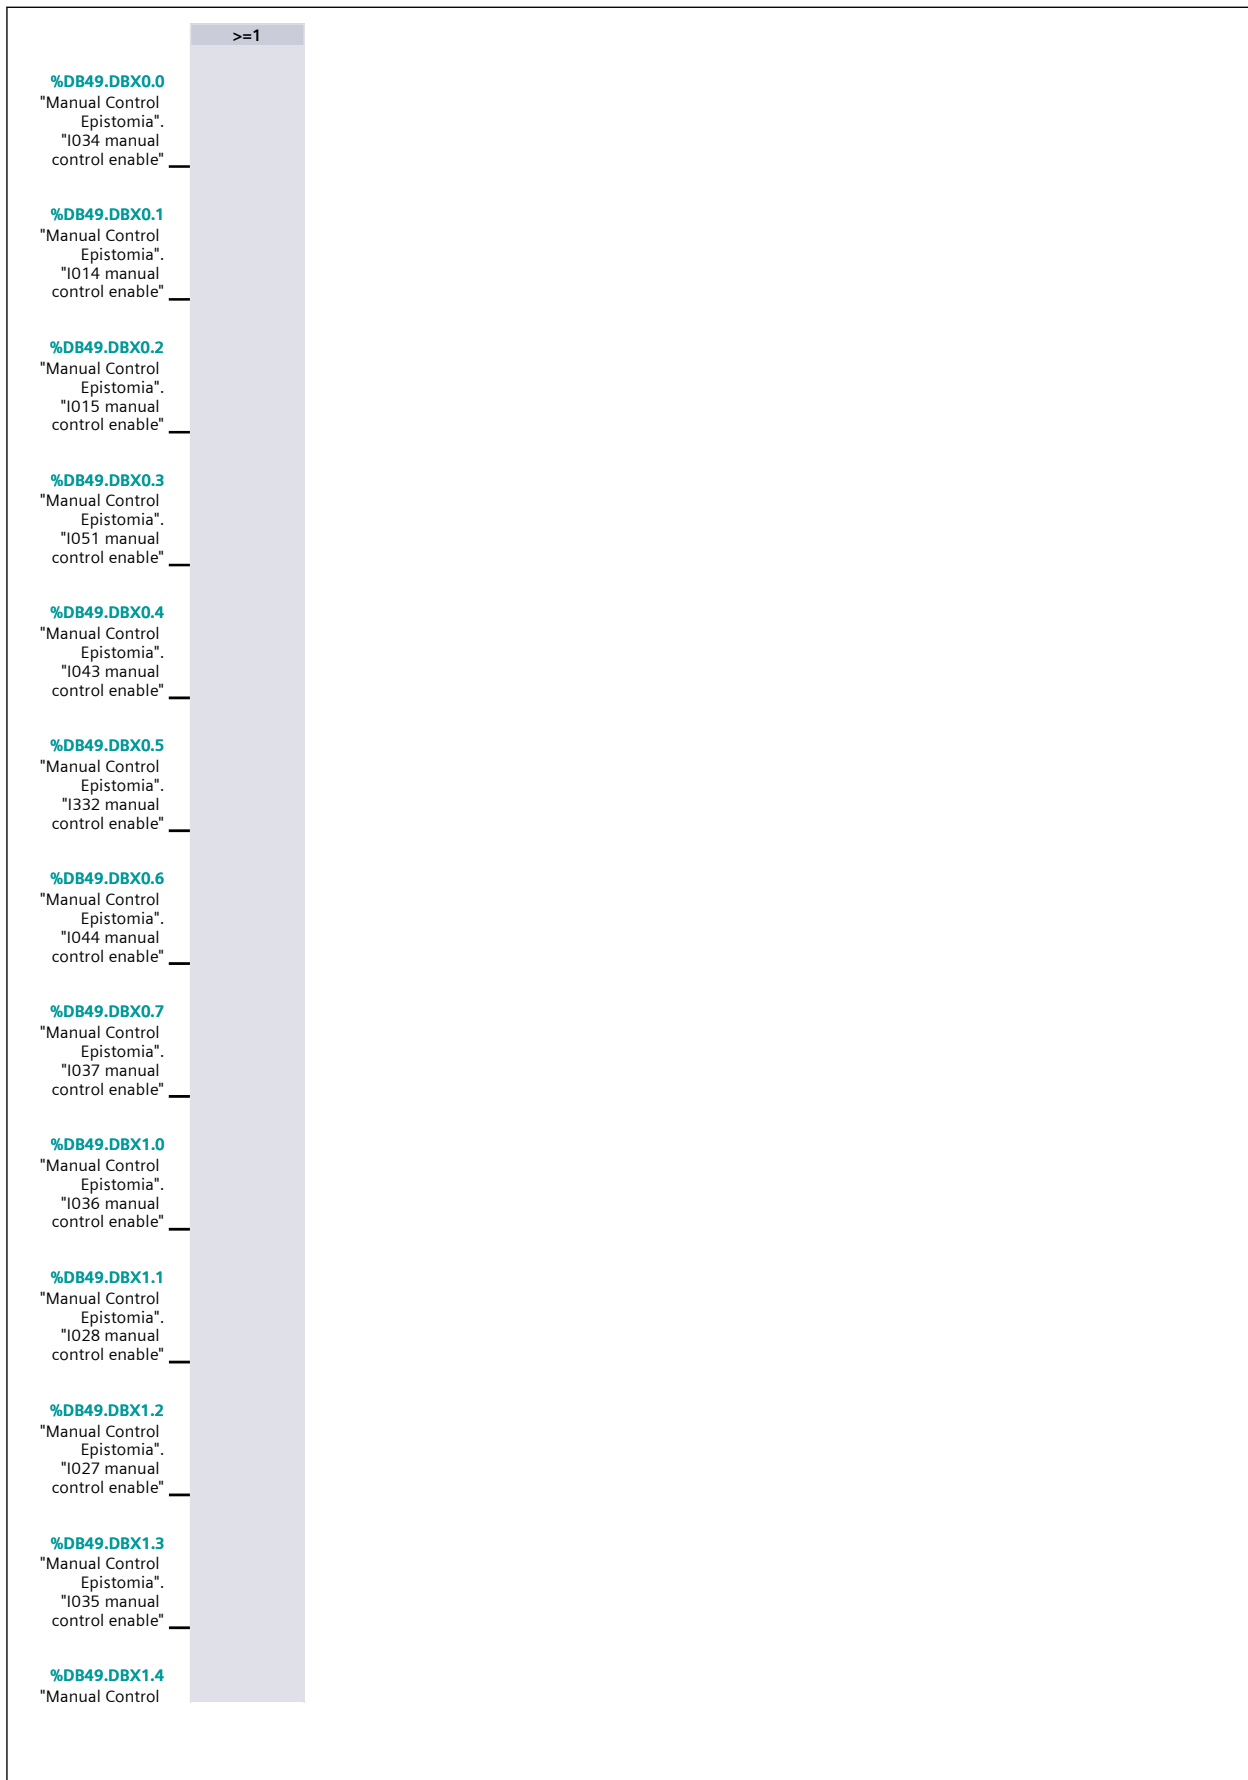 >=1
%DB49.DBX0.0
"Manual Control
Epistomia".
"I034 manual
control enable"
%DB49.DBX0.1
"Manual Control
Epistomia".
"I014 manual
control enable"
%DB49.DBX0.2
"Manual Control
Epistomia".
"I015 manual
control enable"
%DB49.DBX0.3
"Manual Control
Epistomia".
"I051 manual
control enable"
%DB49.DBX0.4
"Manual Control
Epistomia".
"I043 manual
control enable"
%DB49.DBX0.5
"Manual Control
Epistomia".
"I332 manual
control enable"
%DB49.DBX0.6
"Manual Control
Epistomia".
"I044 manual
control enable"
%DB49.DBX0.7
"Manual Control
Epistomia".
"I037 manual
control enable"
%DB49.DBX1.0
"Manual Control
Epistomia".
"I036 manual
control enable"
%DB49.DBX1.1
"Manual Control
Epistomia".
"I028 manual
control enable"
%DB49.DBX1.2
"Manual Control
Epistomia".
"I027 manual
control enable"
%DB49.DBX1.3
"Manual Control
Epistomia".
"I035 manual
control enable"
%DB49.DBX1.4
"Manual Control